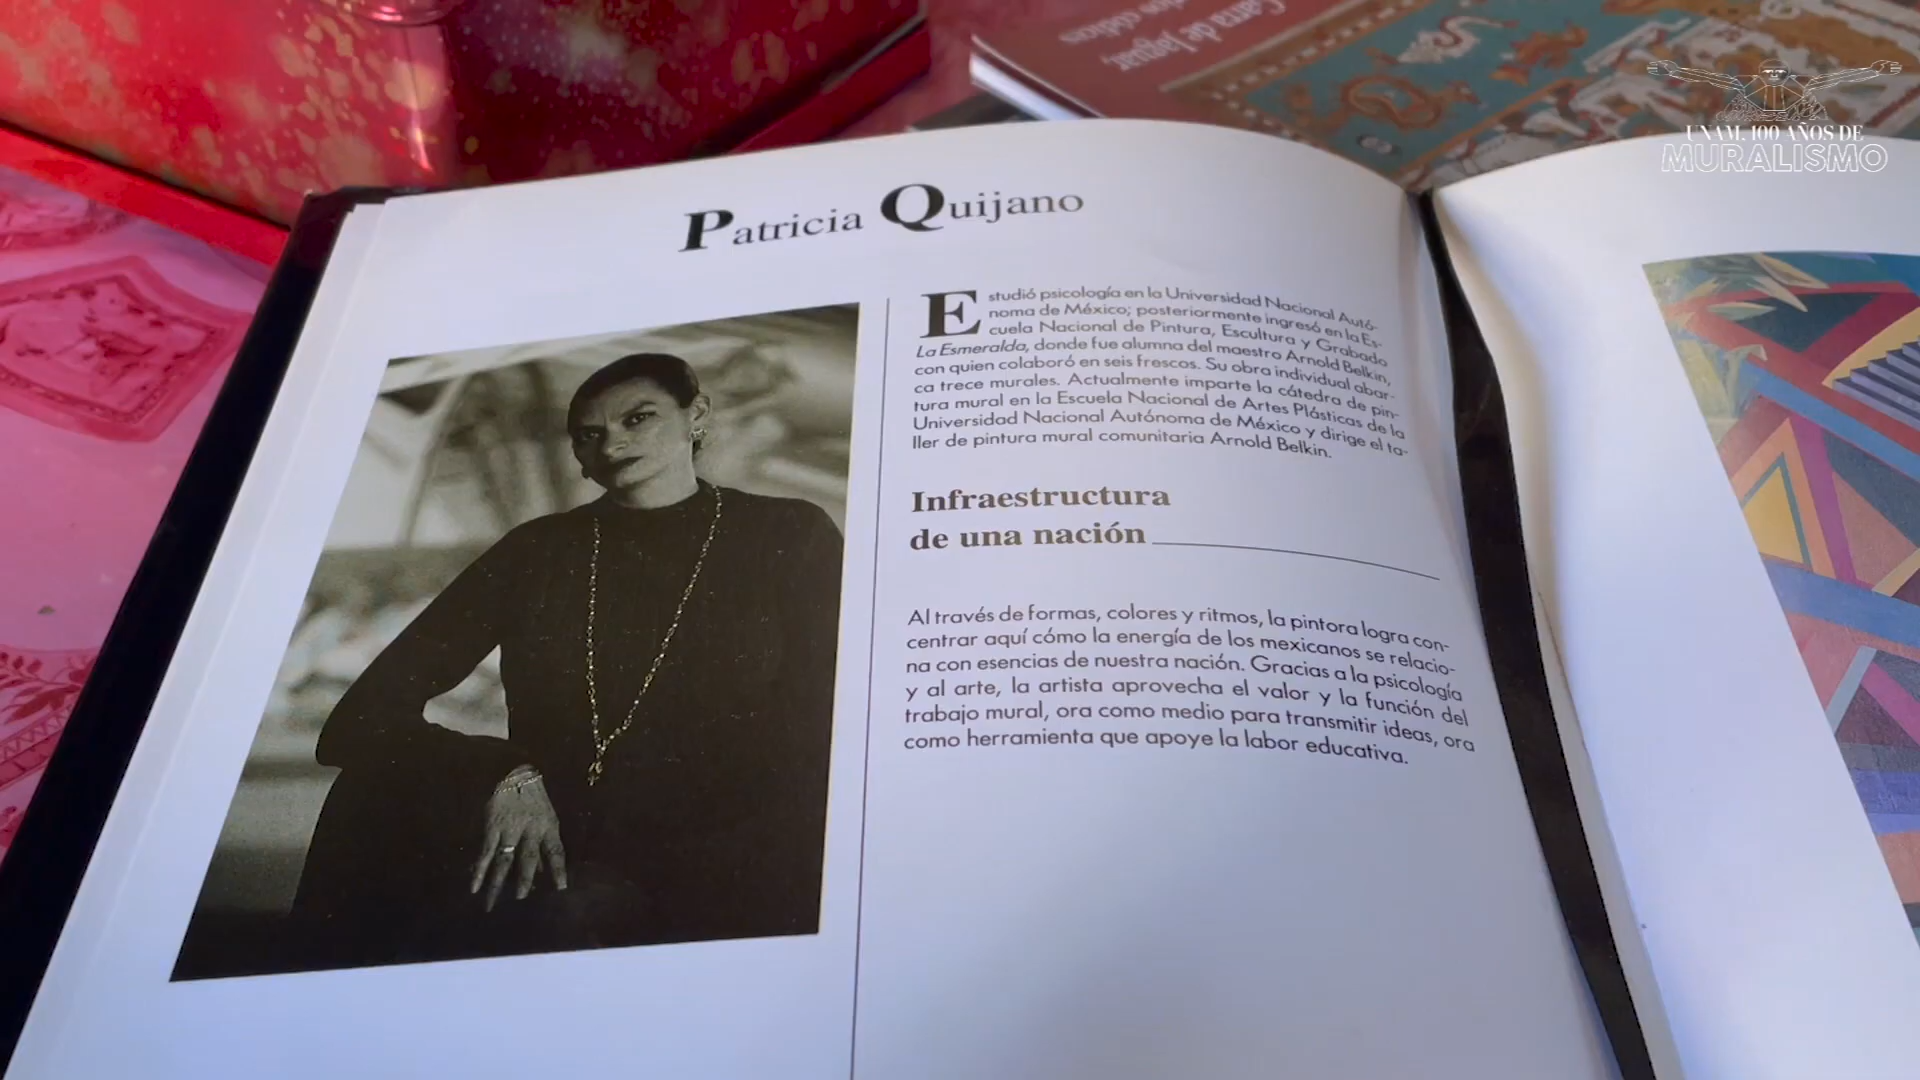 Carta de Jaguar,
UNAM. 100 AÑOS DE
MURALISMO
Patricia Quijano
Estudió psicología en la Universidad Nacional Autó-
noma de México; posteriormente ingresó en la Es-
cuela Nacional de Pintura, Escultura y Grabado
La Esmeralda, donde fue alumna del maestro Arnold Belkin,
con quien colaboró en seis frescos. Su obra individual abar-
ca trece murales. Actualmente imparte la cátedra de pin-
tura mural en la Escuela Nacional de Artes Plásticas de la
Universidad Nacional Autónoma de México y dirige el ta-
ller de pintura mural comunitaria Arnold Belkin.
Infraestructura
de una nación
Al través de formas, colores y ritmos, la pintora logra con-
centrar aquí cómo la energía de los mexicanos se relacio-
na con esencias de nuestra nación. Gracias a la psicología
y al arte, la artista aprovecha el valor y la función del
trabajo mural, ora como medio para transmitir ideas, ora
como herramienta que apoye la labor educativa.